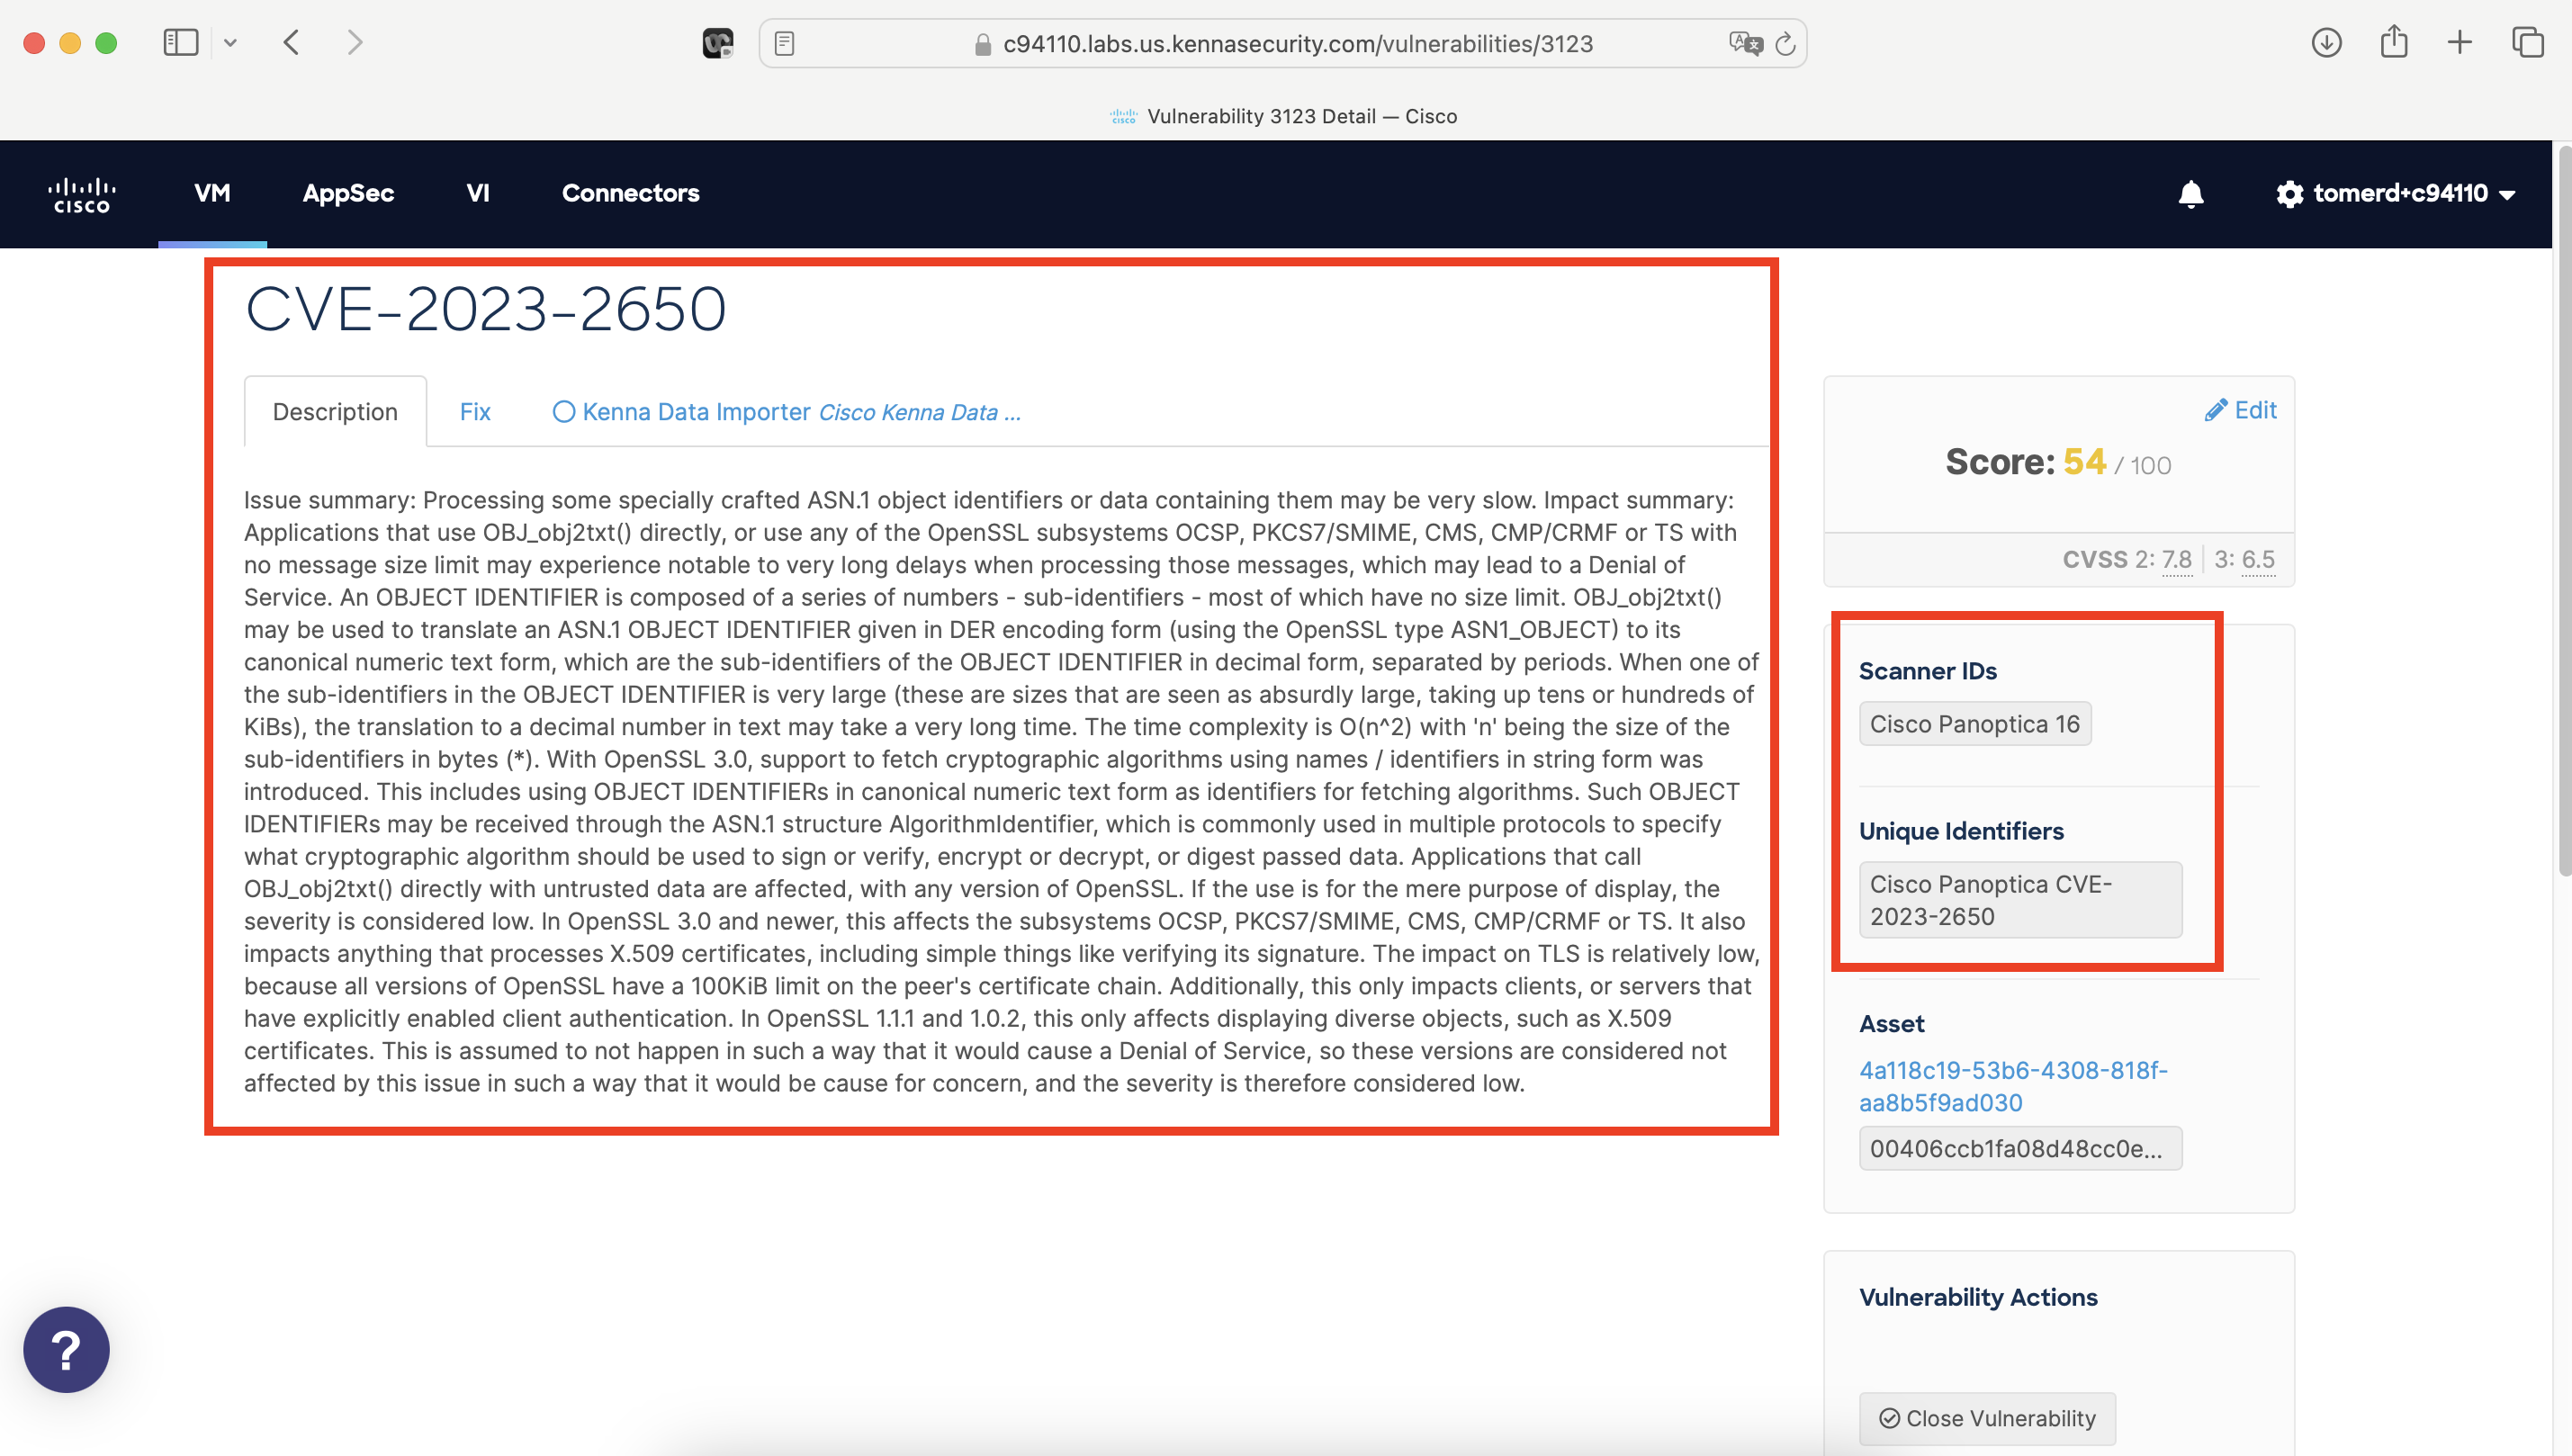 c94110.labs.us.kennasecurity.com/vulnerabilities/3123
cisco Vulnerability 3123 Detail — Cisco
CISCO VM AppSec VI Connectors tomerd+c94110
CVE-2023-2650
Description Fix Kenna Data Importer Cisco Kenna Data ...
Issue summary: Processing some specially crafted ASN.1 object identifiers or data containing them may be very slow. Impact summary:
Applications that use OBJ_obj2txt() directly, or use any of the OpenSSL subsystems OCSP, PKCS7/SMIME, CMS, CMP/CRMF or TS with
no message size limit may experience notable to very long delays when processing those messages, which may lead to a Denial of
Service. An OBJECT IDENTIFIER is composed of a series of numbers - sub-identifiers - most of which have no size limit. OBJ_obj2txt()
may be used to translate an ASN.1 OBJECT IDENTIFIER given in DER encoding form (using the OpenSSL type ASN1_OBJECT) to its
canonical numeric text form, which are the sub-identifiers of the OBJECT IDENTIFIER in decimal form, separated by periods. When one of
the sub-identifiers in the OBJECT IDENTIFIER is very large (these are sizes that are seen as absurdly large, taking up tens or hundreds of
KiBs), the translation to a decimal number in text may take a very long time. The time complexity is O(n^2) with 'n' being the size of the
sub-identifiers in bytes (*). With OpenSSL 3.0, support to fetch cryptographic algorithms using names / identifiers in string form was
introduced. This includes using OBJECT IDENTIFIERs in canonical numeric text form as identifiers for fetching algorithms. Such OBJECT
IDENTIFIERs may be received through the ASN.1 structure AlgorithmIdentifier, which is commonly used in multiple protocols to specify
what cryptographic algorithm should be used to sign or verify, encrypt or decrypt, or digest passed data. Applications that call
OBJ_obj2txt() directly with untrusted data are affected, with any version of OpenSSL. If the use is for the mere purpose of display, the
severity is considered low. In OpenSSL 3.0 and newer, this affects the subsystems OCSP, PKCS7/SMIME, CMS, CMP/CRMF or TS. It also
impacts anything that processes X.509 certificates, including simple things like verifying its signature. The impact on TLS is relatively low,
because all versions of OpenSSL have a 100KiB limit on the peer's certificate chain. Additionally, this only impacts clients, or servers that
have explicitly enabled client authentication. In OpenSSL 1.1.1 and 1.0.2, this only affects displaying diverse objects, such as X.509
certificates. This is assumed to not happen in such a way that it would cause a Denial of Service, so these versions are considered not
affected by this issue in such a way that it would be cause for concern, and the severity is therefore considered low.
Edit
Score: 54 / 100
CVSS 2: 7.8 | 3: 6.5
Scanner IDs
Cisco Panoptica 16
Unique Identifiers
Cisco Panoptica CVE-
2023-2650
Asset
4a118c19-53b6-4308-818f-
aa8b5f9ad030
00406ccb1fa08d48cc0e...
Vulnerability Actions
Close Vulnerability
?